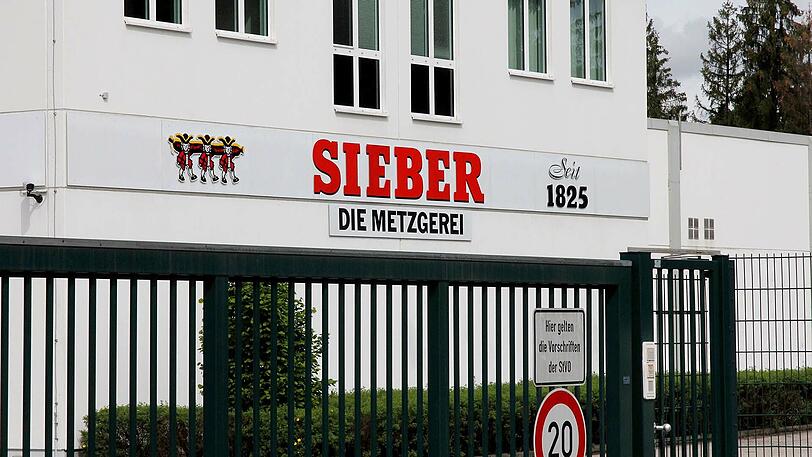 SIEBER
Seit
1825
DIE METZGEREI
Hier gelten
die Vorschriften
der StVO
20